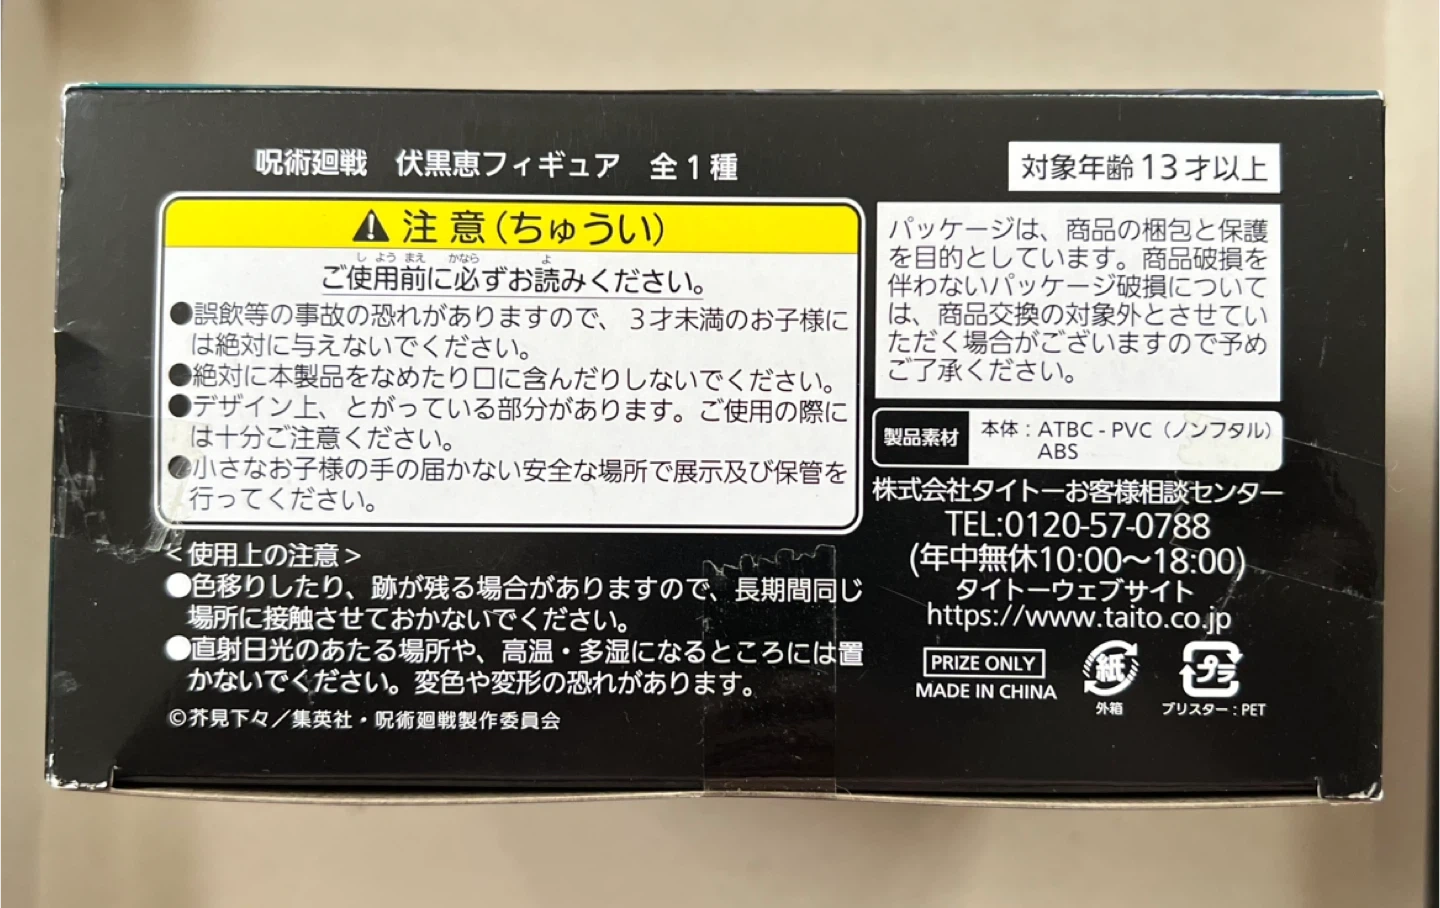 呪術廻戦 伏黒恵フィギュア 全1種
対象年齢13才以上
⚠注意(ちゅうい)
ご使用前に必ずお読みください。
しようまえ かなら よ
●誤飲等の事故の恐れがありますので、3才未満のお子様に
は絶対に与えないでください。
●絶対に本製品をなめたり口に含んだりしないでください。
●デザイン上、とがっている部分があります。ご使用の際に
は十分ご注意ください。
●小さなお子様の手の届かない安全な場所で展示及び保管を
行ってください。
<使用上の注意>
●色移りしたり、跡が残る場合がありますので、長期間同じ
場所に接触させておかないでください。
●直射日光のあたる場所や、高温・多湿になるところには置
かないでください。変色や変形の恐れがあります。
©芥見下々/集英社・呪術廻戦製作委員会
パッケージは、商品の梱包と保護
を目的としています。商品破損を
伴わないパッケージ破損について
は、商品交換の対象外とさせてい
ただく場合がございますので予め
ご了承ください。
製品素材
本体:ATBC-PVC(ノンフタル)
ABS
株式会社タイトーお客様相談センター
TEL:0120-57-0788
(年中無休10:00〜18:00)
タイトーウェブサイト
https://www.taito.co.jp
PRIZE ONLY
MADE IN CHINA
紙
外箱
プラ
ブリスター:PET